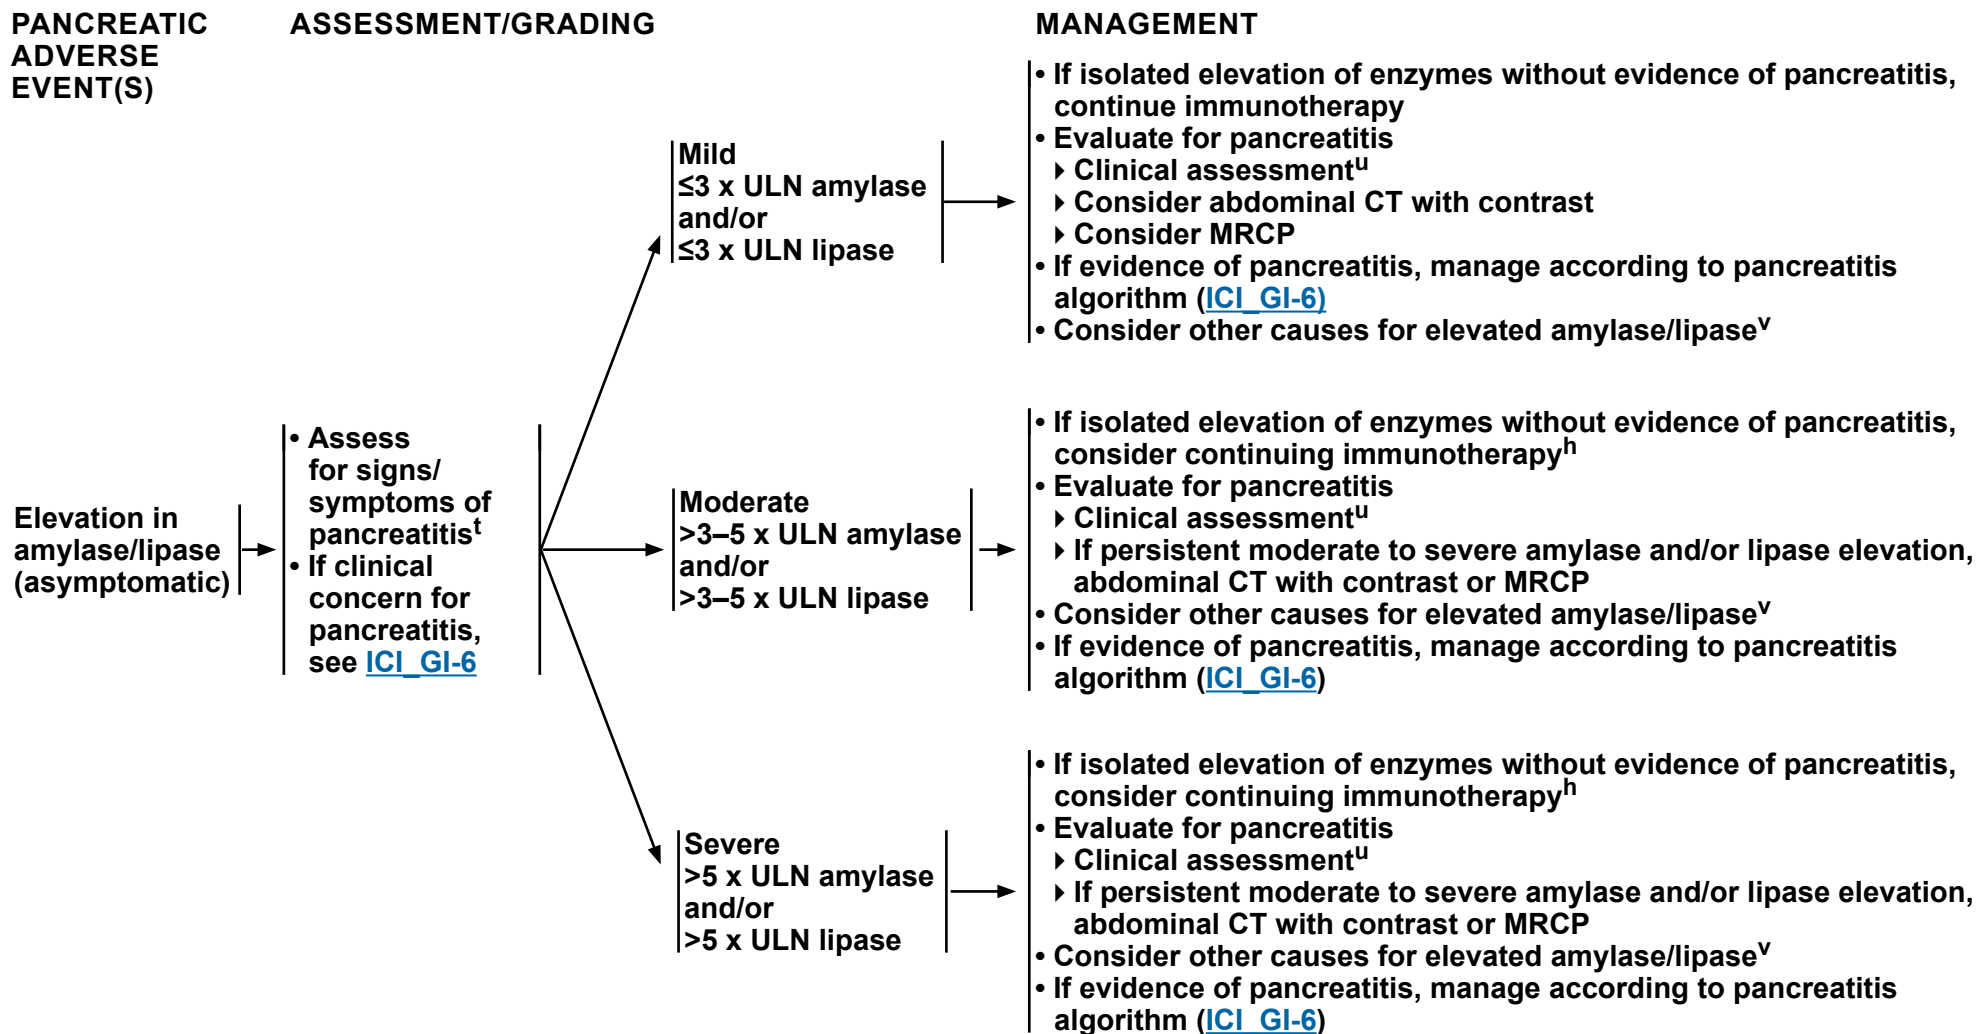 PANCREATIC
ADVERSE
EVENT(S)
ASSESSMENT/GRADING
MANAGEMENT
Elevation in
amylase/lipase
(asymptomatic)
• Assess
for signs/
symptoms of
pancreatitisᵗ
• If clinical
concern for
pancreatitis,
see ICI_GI-6
Mild
≤3 x ULN amylase
and/or
≤3 x ULN lipase
• If isolated elevation of enzymes without evidence of pancreatitis,
continue immunotherapy
• Evaluate for pancreatitis
▸ Clinical assessmentᵘ
▸ Consider abdominal CT with contrast
▸ Consider MRCP
• If evidence of pancreatitis, manage according to pancreatitis
algorithm (ICI_GI-6)
• Consider other causes for elevated amylase/lipaseᵛ
Moderate
>3–5 x ULN amylase
and/or
>3–5 x ULN lipase
• If isolated elevation of enzymes without evidence of pancreatitis,
consider continuing immunotherapyʰ
• Evaluate for pancreatitis
▸ Clinical assessmentᵘ
▸ If persistent moderate to severe amylase and/or lipase elevation,
abdominal CT with contrast or MRCP
• Consider other causes for elevated amylase/lipaseᵛ
• If evidence of pancreatitis, manage according to pancreatitis
algorithm (ICI_GI-6)
Severe
>5 x ULN amylase
and/or
>5 x ULN lipase
• If isolated elevation of enzymes without evidence of pancreatitis,
consider continuing immunotherapyʰ
• Evaluate for pancreatitis
▸ Clinical assessmentᵘ
▸ If persistent moderate to severe amylase and/or lipase elevation,
abdominal CT with contrast or MRCP
• Consider other causes for elevated amylase/lipaseᵛ
• If evidence of pancreatitis, manage according to pancreatitis
algorithm (ICI_GI-6)